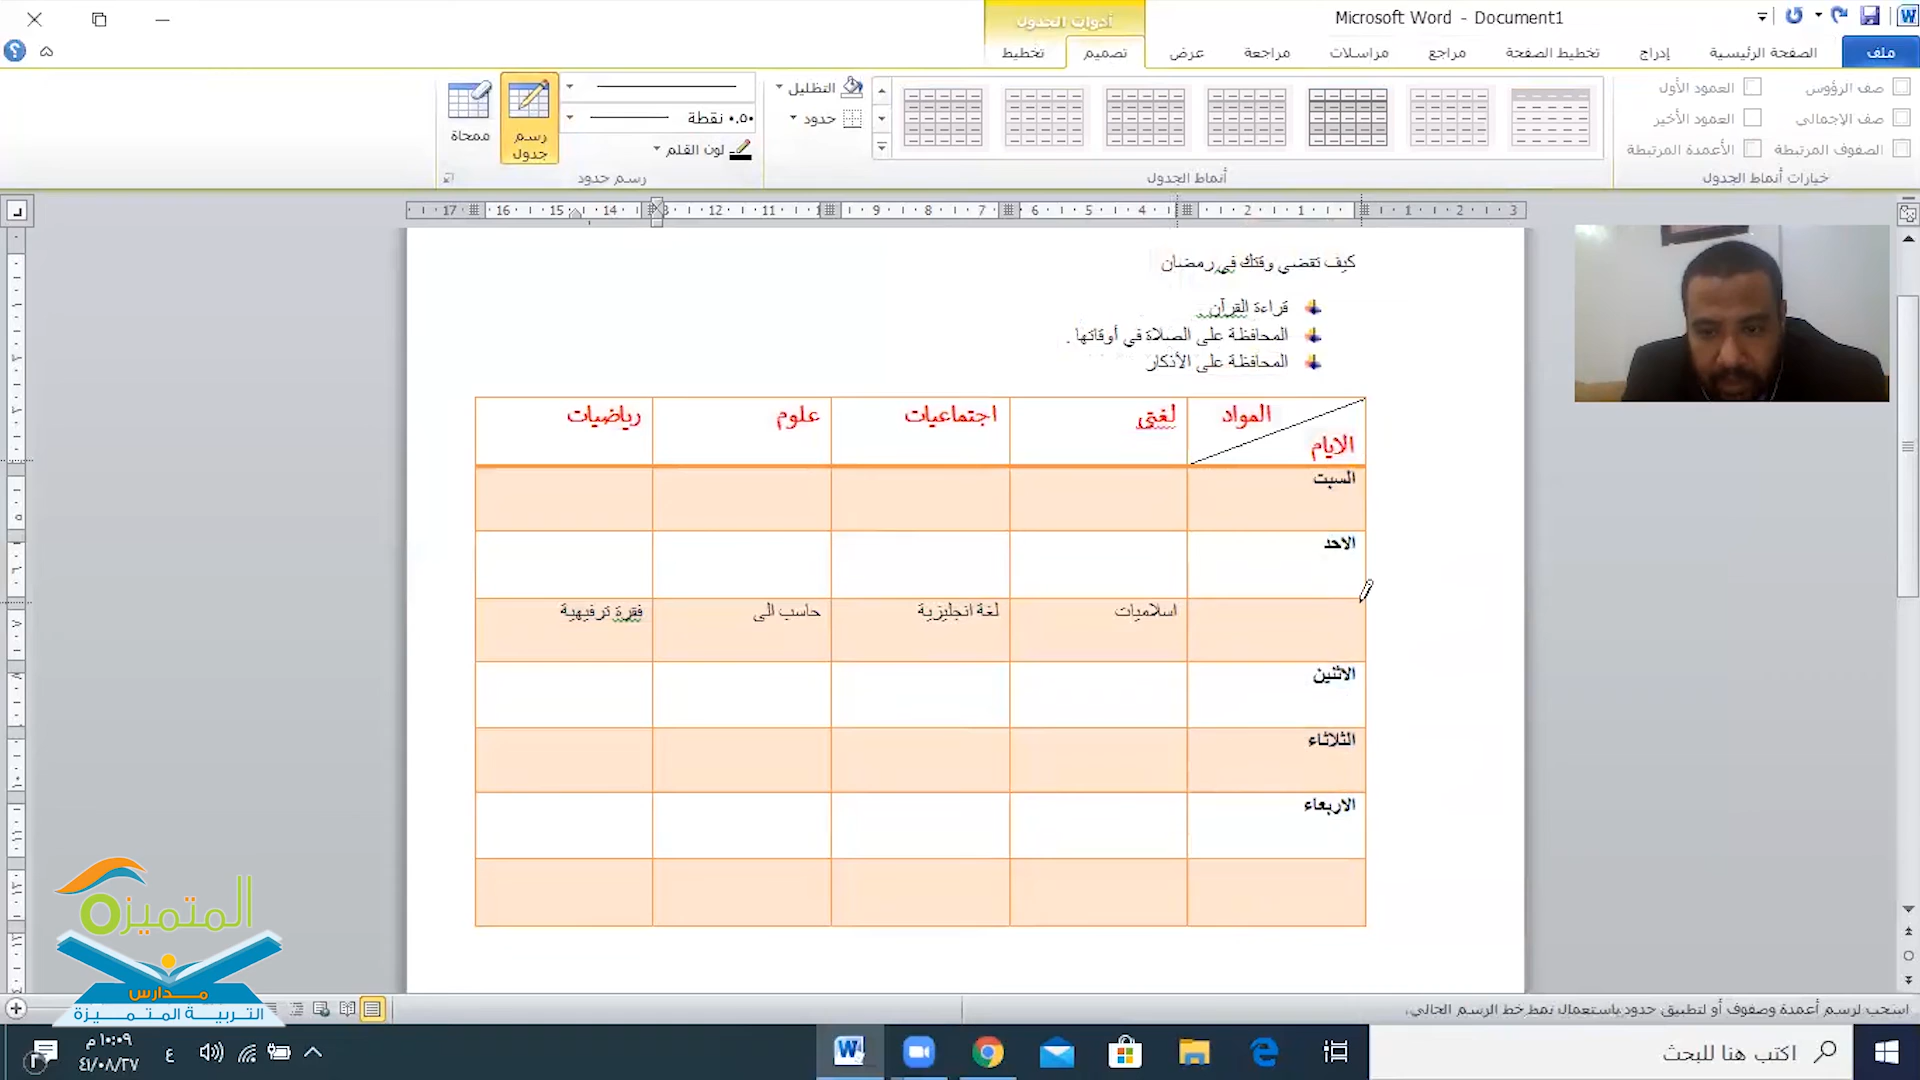 أدوات الجدول
Microsoft Word - Document1
ملف
الصفحة الرئيسية
إدراج
تخطيط الصفحة
مراجع
مراسلات
مراجعة
عرض
تصميم
تخطيط
صف الرؤوس
العمود الأول
صف الإجمالي
العمود الأخير
الصفوف المرتبطة
الأعمدة المرتبطة
خيارات أنماط الجدول
أنماط الجدول
التظليل
حدود
٠.٥٠ نقطة
لون القلم
رسم جدول
ممحاة
رسم حدود
كيف تقضي وقتك في رمضان
قراءة القرآن
المحافظة على الصلاة في أوقاتها .
المحافظة على الأذكار
المواد
الايام
لغتى
اجتماعيات
علوم
رياضيات
السبت
الاحد
اسلاميات
لغة انجليزية
حاسب الى
فقرة ترفيهية
الاثنين
الثلاثاء
الاربعاء
المتميزة
مدارس
التربية المتميزة
اسحب لرسم أعمدة وصفوف أو لتطبيق حدود باستعمال نمط خط الرسم الحالي.
اكتب هنا للبحث
ع
١٠:٠٩ م
٤١/٠٨/٢٧